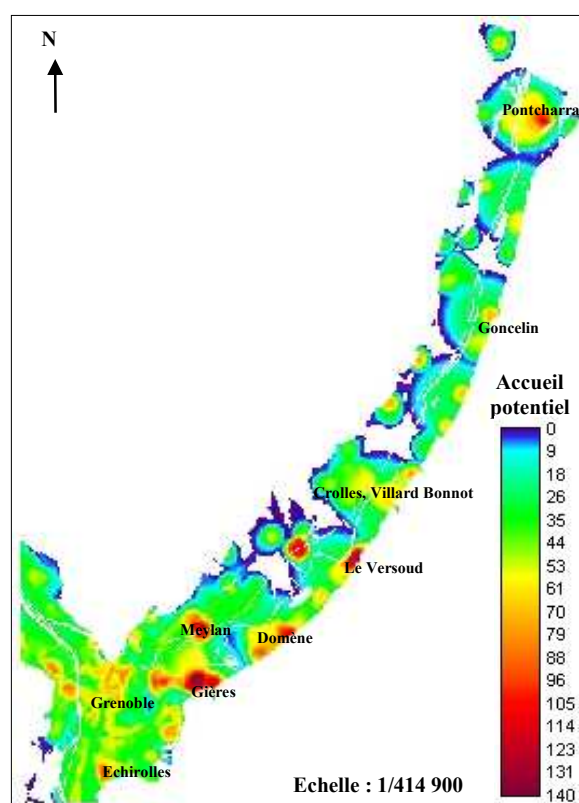 N
Pontcharra
Goncelin
Accueil
potentiel
0
9
18
26
35
44
53
61
70
79
88
96
105
114
123
131
140
Crolles, Villard Bonnot
Le Versoud
Meylan
Domène
Gières
Grenoble
Echirolles
Echelle : 1/414 900